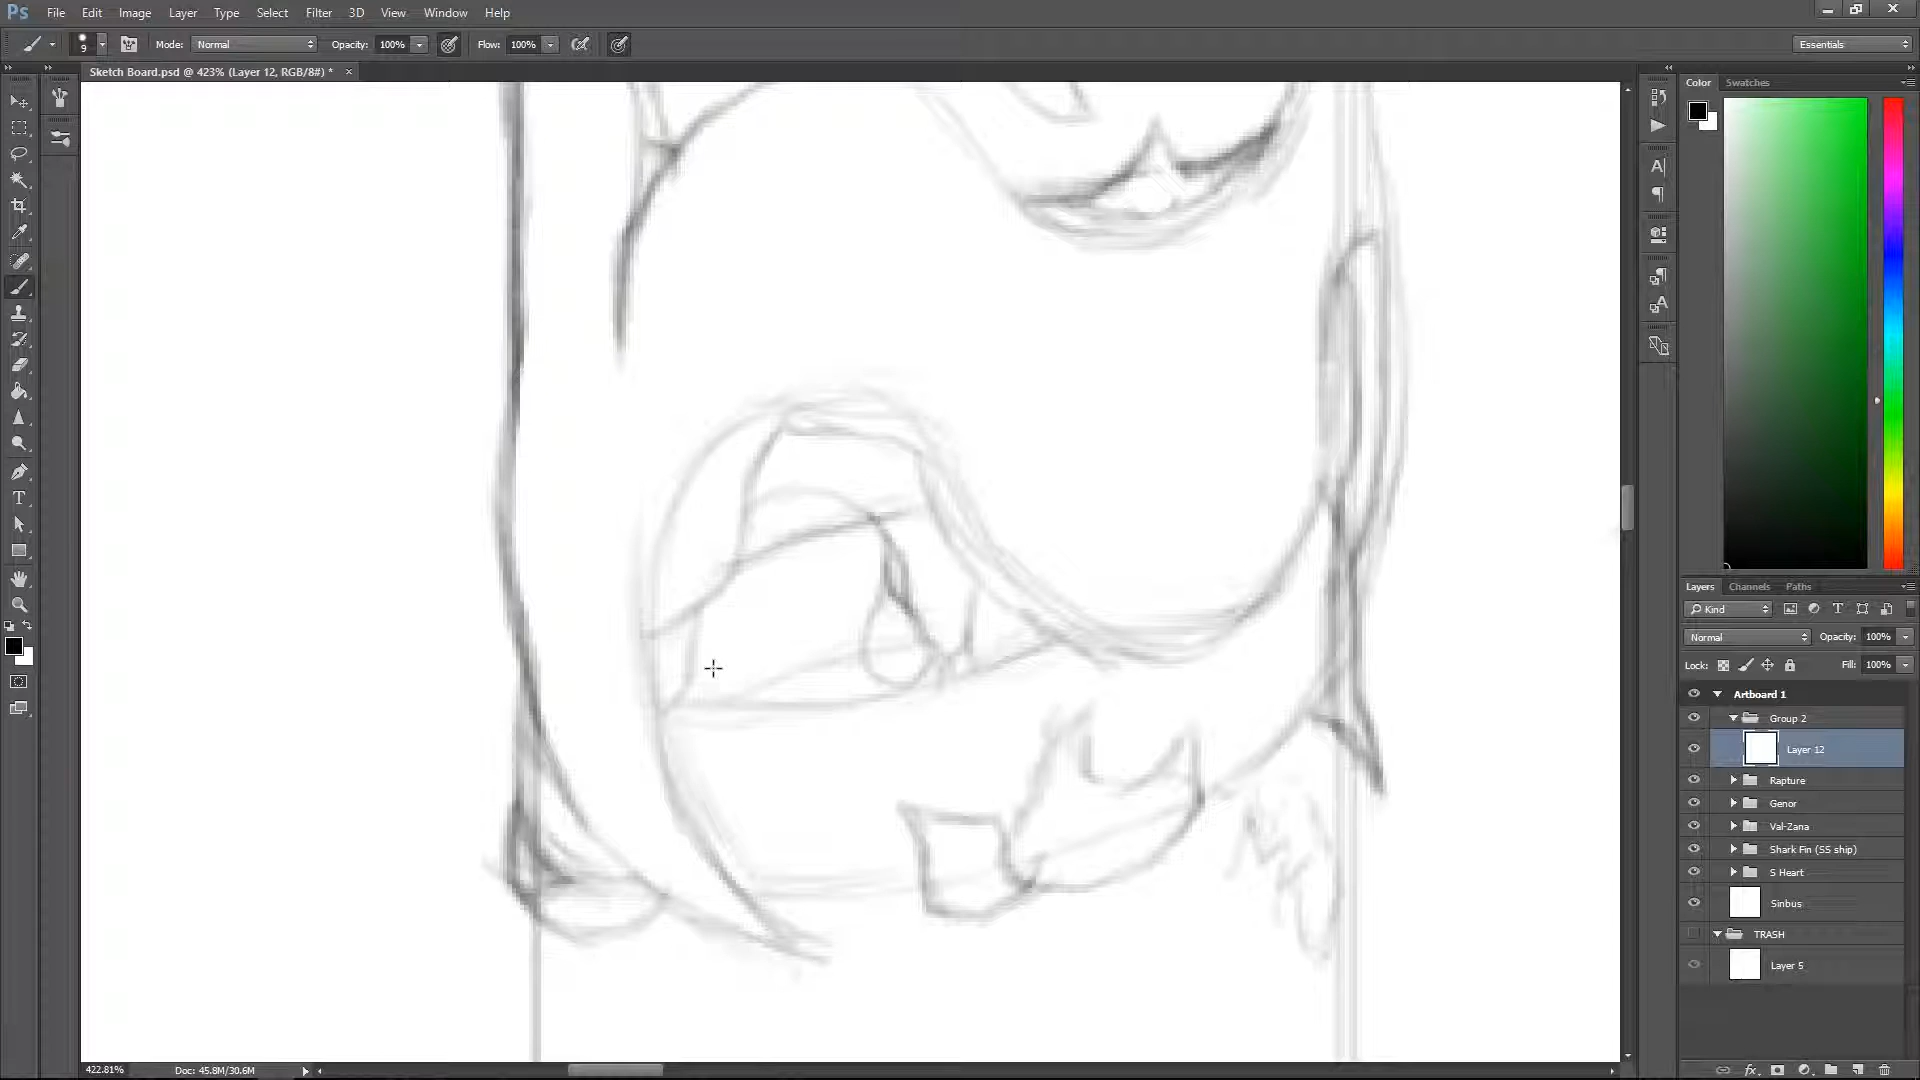 Ps File Edit Image Layer Type Select Filter 3D View Window Help
9 Mode: Normal Opacity: 100% Flow: 100% Essentials
Sketch Board.psd @ 423% (Layer 12, RGB/8#) * ×
Color Swatches
Layers Channels Paths
Kind
Normal Opacity: 100%
Lock: Fill: 100%
Artboard 1
Group 2
Layer 12
Rapture
Genor
Val-Zana
Shark Fin (SS ship)
S Heart
Sinbus
TRASH
Layer 5
422.81% Doc: 45.8M/30.6M